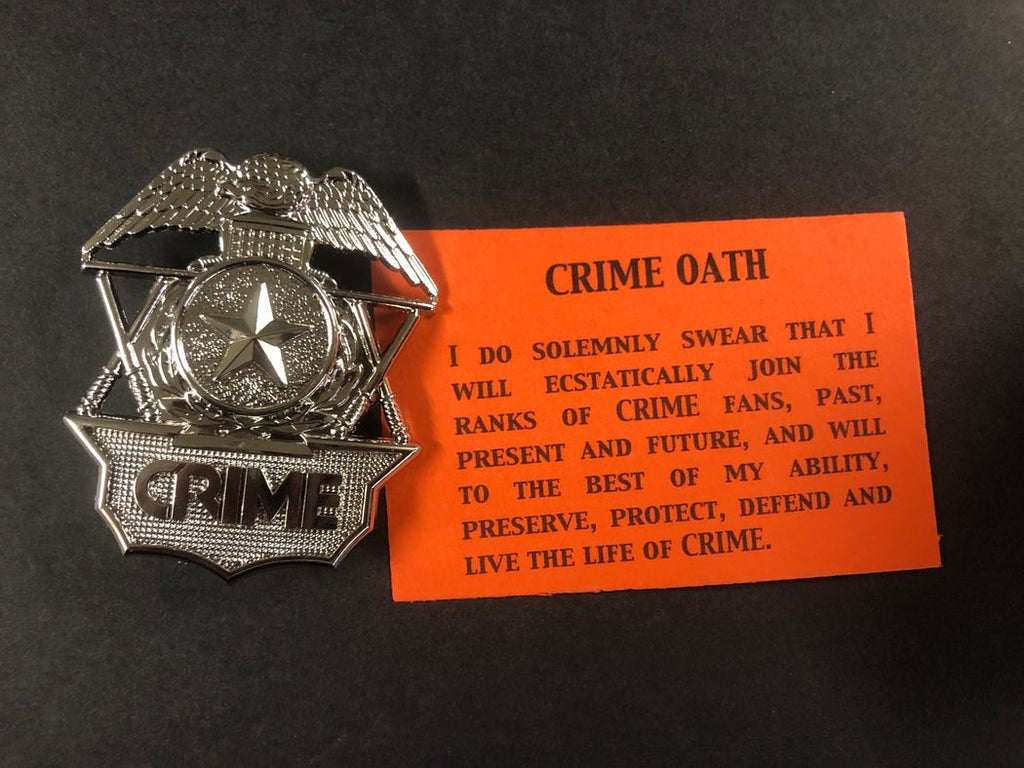 CRIME
CRIME OATH
I DO SOLEMNLY SWEAR THAT I
WILL ECSTATICALLY JOIN THE
RANKS OF CRIME FANS, PAST,
PRESENT AND FUTURE, AND WILL
TO THE BEST OF MY ABILITY,
PRESERVE, PROTECT, DEFEND AND
LIVE THE LIFE OF CRIME.